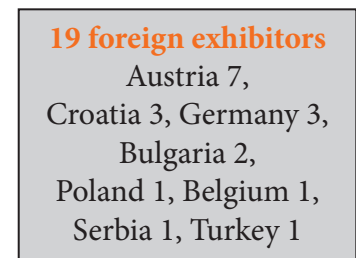 19 foreign exhibitors
Austria 7,
Croatia 3, Germany 3,
Bulgaria 2,
Poland 1, Belgium 1,
Serbia 1, Turkey 1